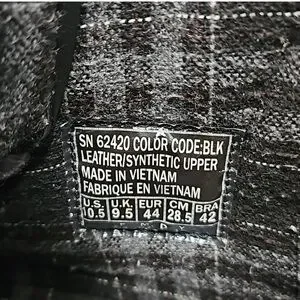 SN 62420 COLOR CODE:BLK
LEATHER/SYNTHETIC UPPER
MADE IN VIETNAM
FABRIQUE EN VIETNAM
U.S. U.K. EUR CM BRA
10.5 9.5 44 28.5 42